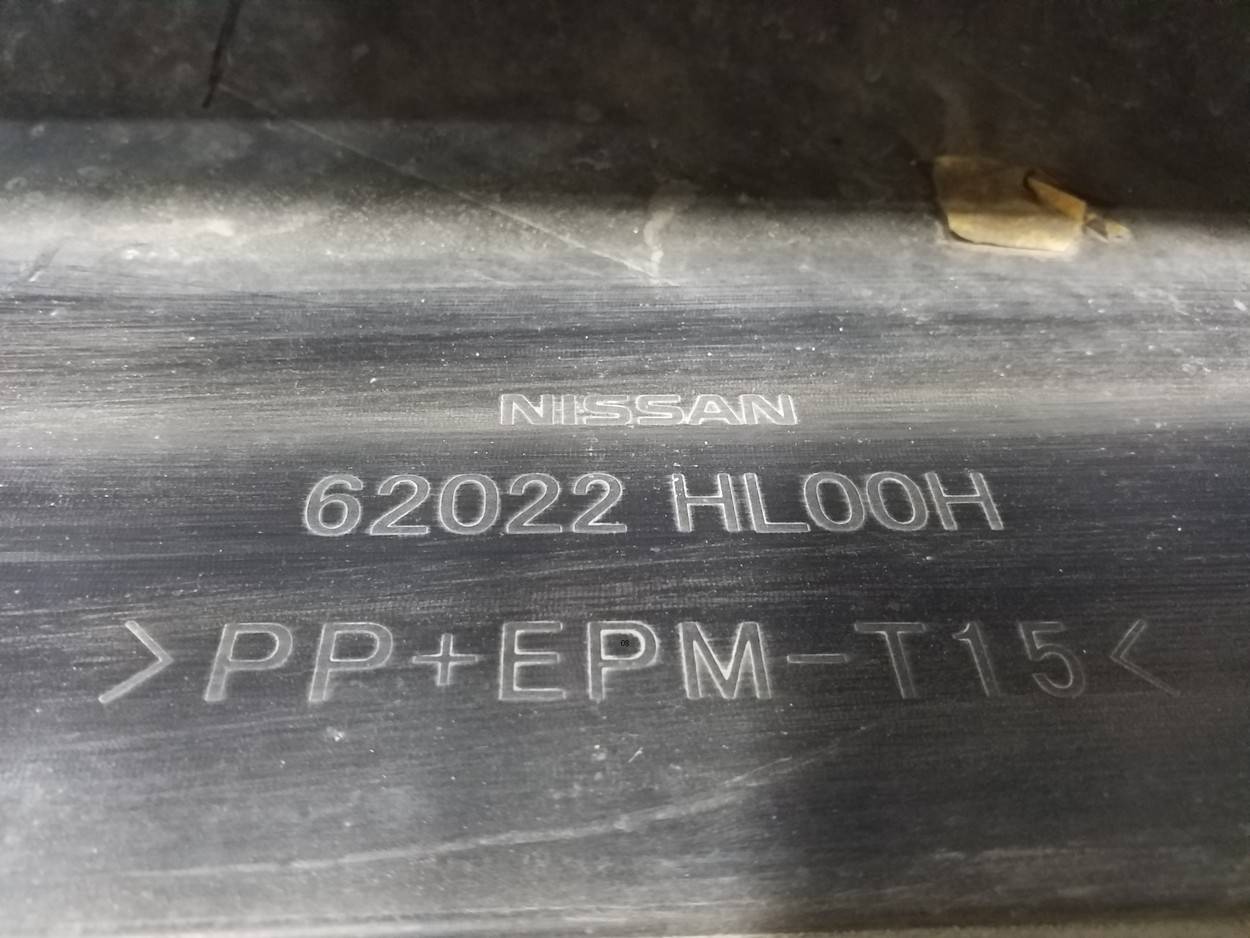 NISSAN
62022 HL00H
>PP+EPM-T15<